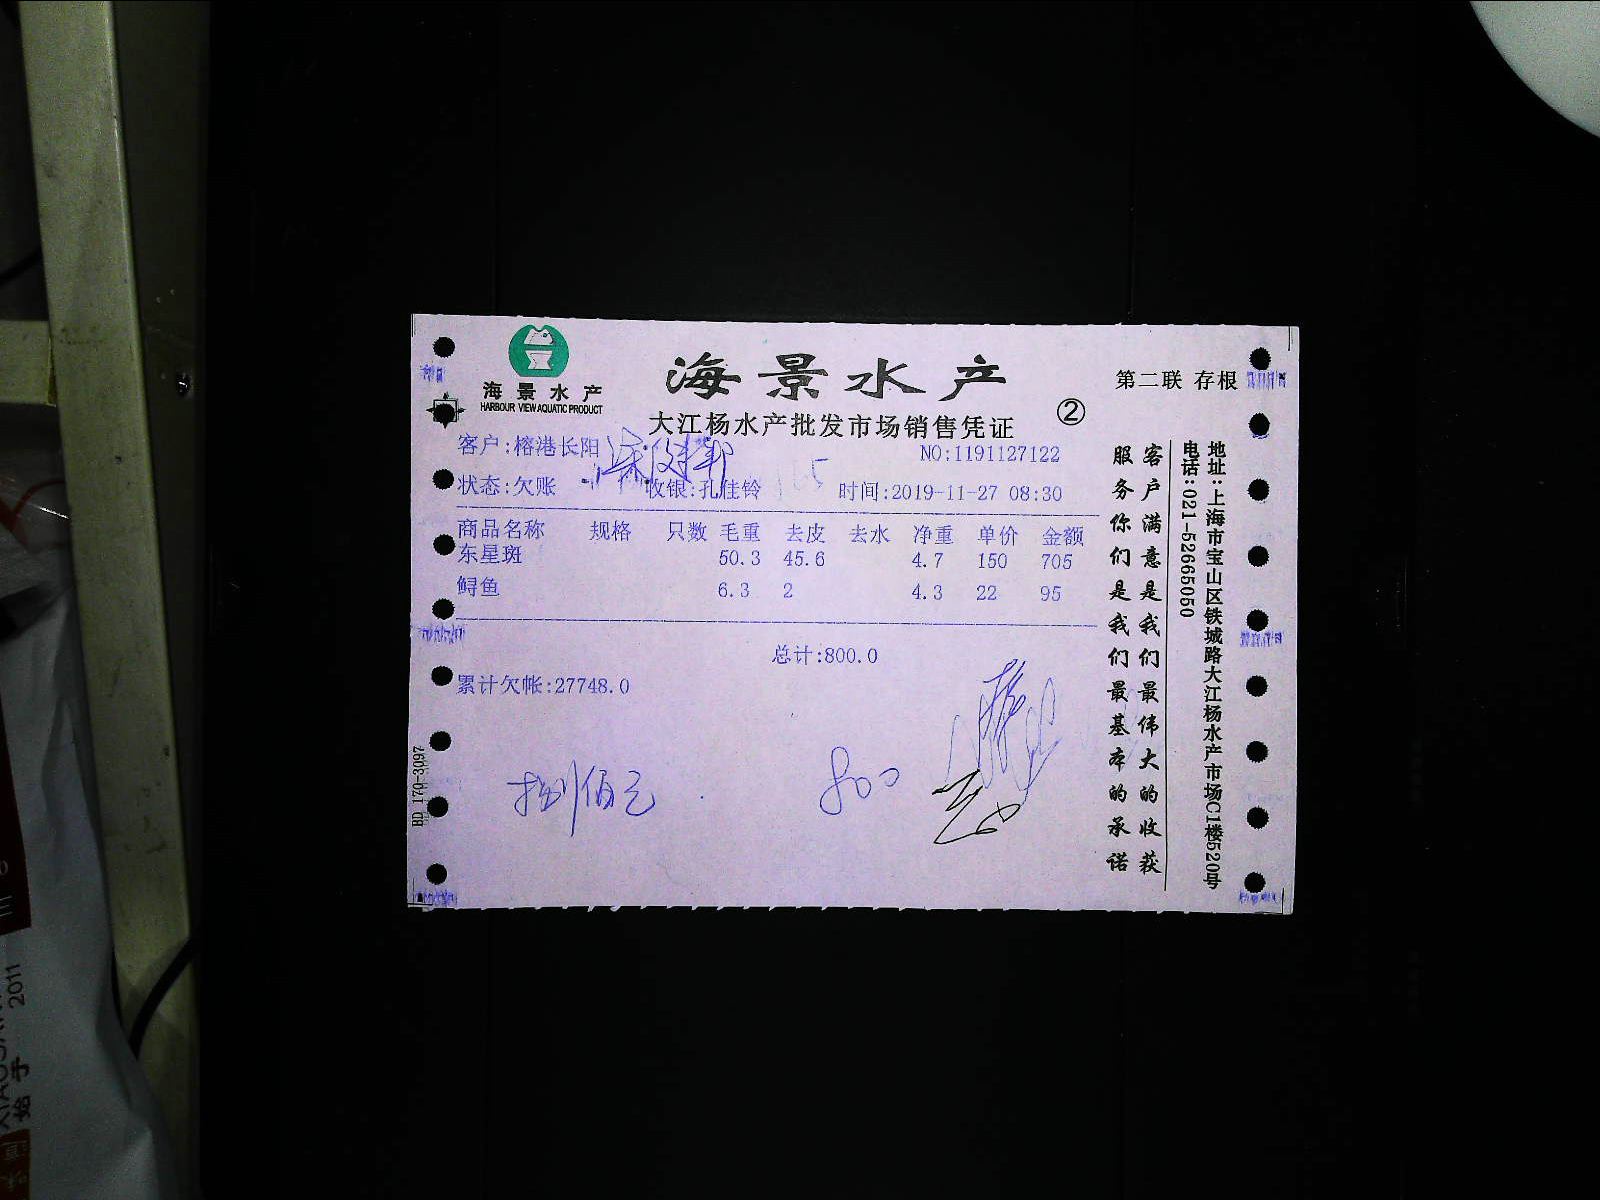 海景水产
HARBOUR VIEW AQUATIC PRODUCT
海景水产
第二联 存根
大江杨水产批发市场销售凭证
②
客户:榕港长阳
NO:1191127122
状态:欠账 收银:孔佳铃 时间:2019-11-27 08:30
商品名称 规格 只数 毛重 去皮 去水 净重 单价 金额
东星斑 50.3 45.6 4.7 150 705
鲟鱼 6.3 2 4.3 22 95
总计:800.0
累计欠帐:27748.0
捌佰元
800
客户满意是我们最伟大的收获
服务你们是我们最基本的承诺
地址:上海市宝山区铁城路大江杨水产市场C1楼520号
电话:021-52665050
BD 170-3097
2011